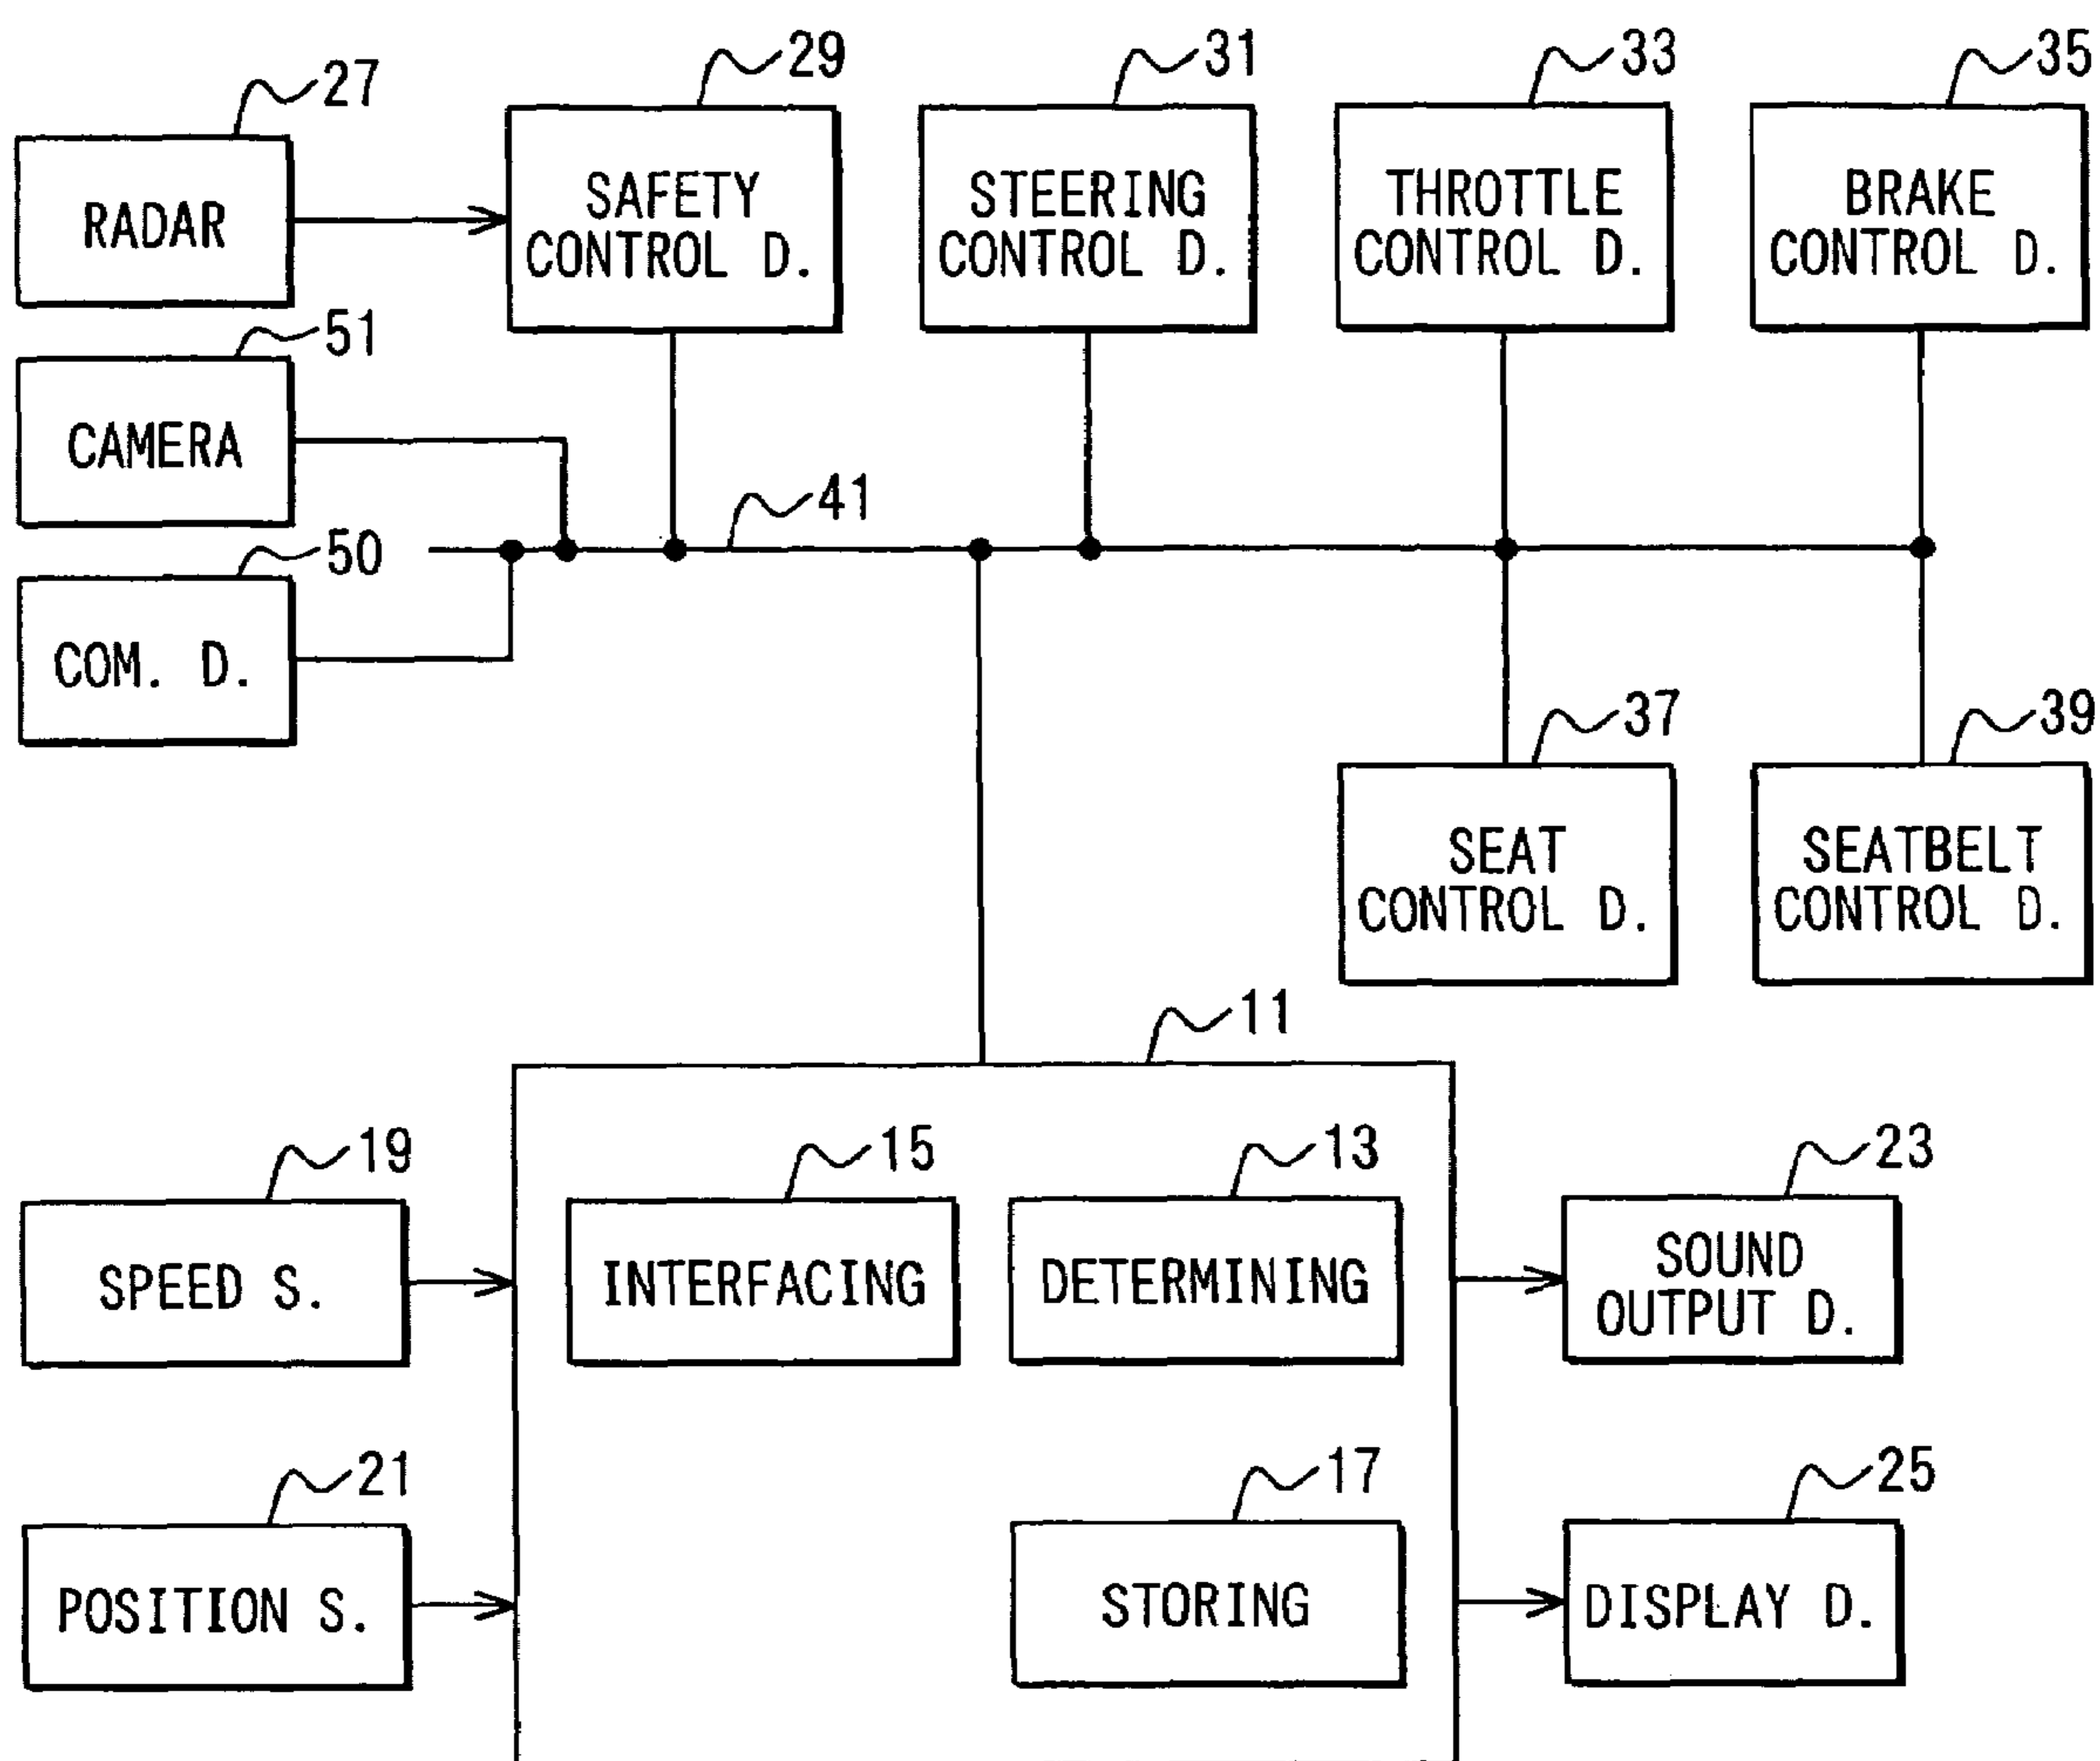 27
29
31
33
35
RADAR
SAFETY
CONTROL D.
STEERING
CONTROL D.
THROTTLE
CONTROL D.
BRAKE
CONTROL D.
51
CAMERA
41
50
COM. D.
37
39
SEAT
CONTROL D.
SEATBELT
CONTROL D.
11
19
15
13
23
SPEED S.
INTERFACING
DETERMINING
SOUND
OUTPUT D.
21
17
25
POSITION S.
STORING
DISPLAY D.